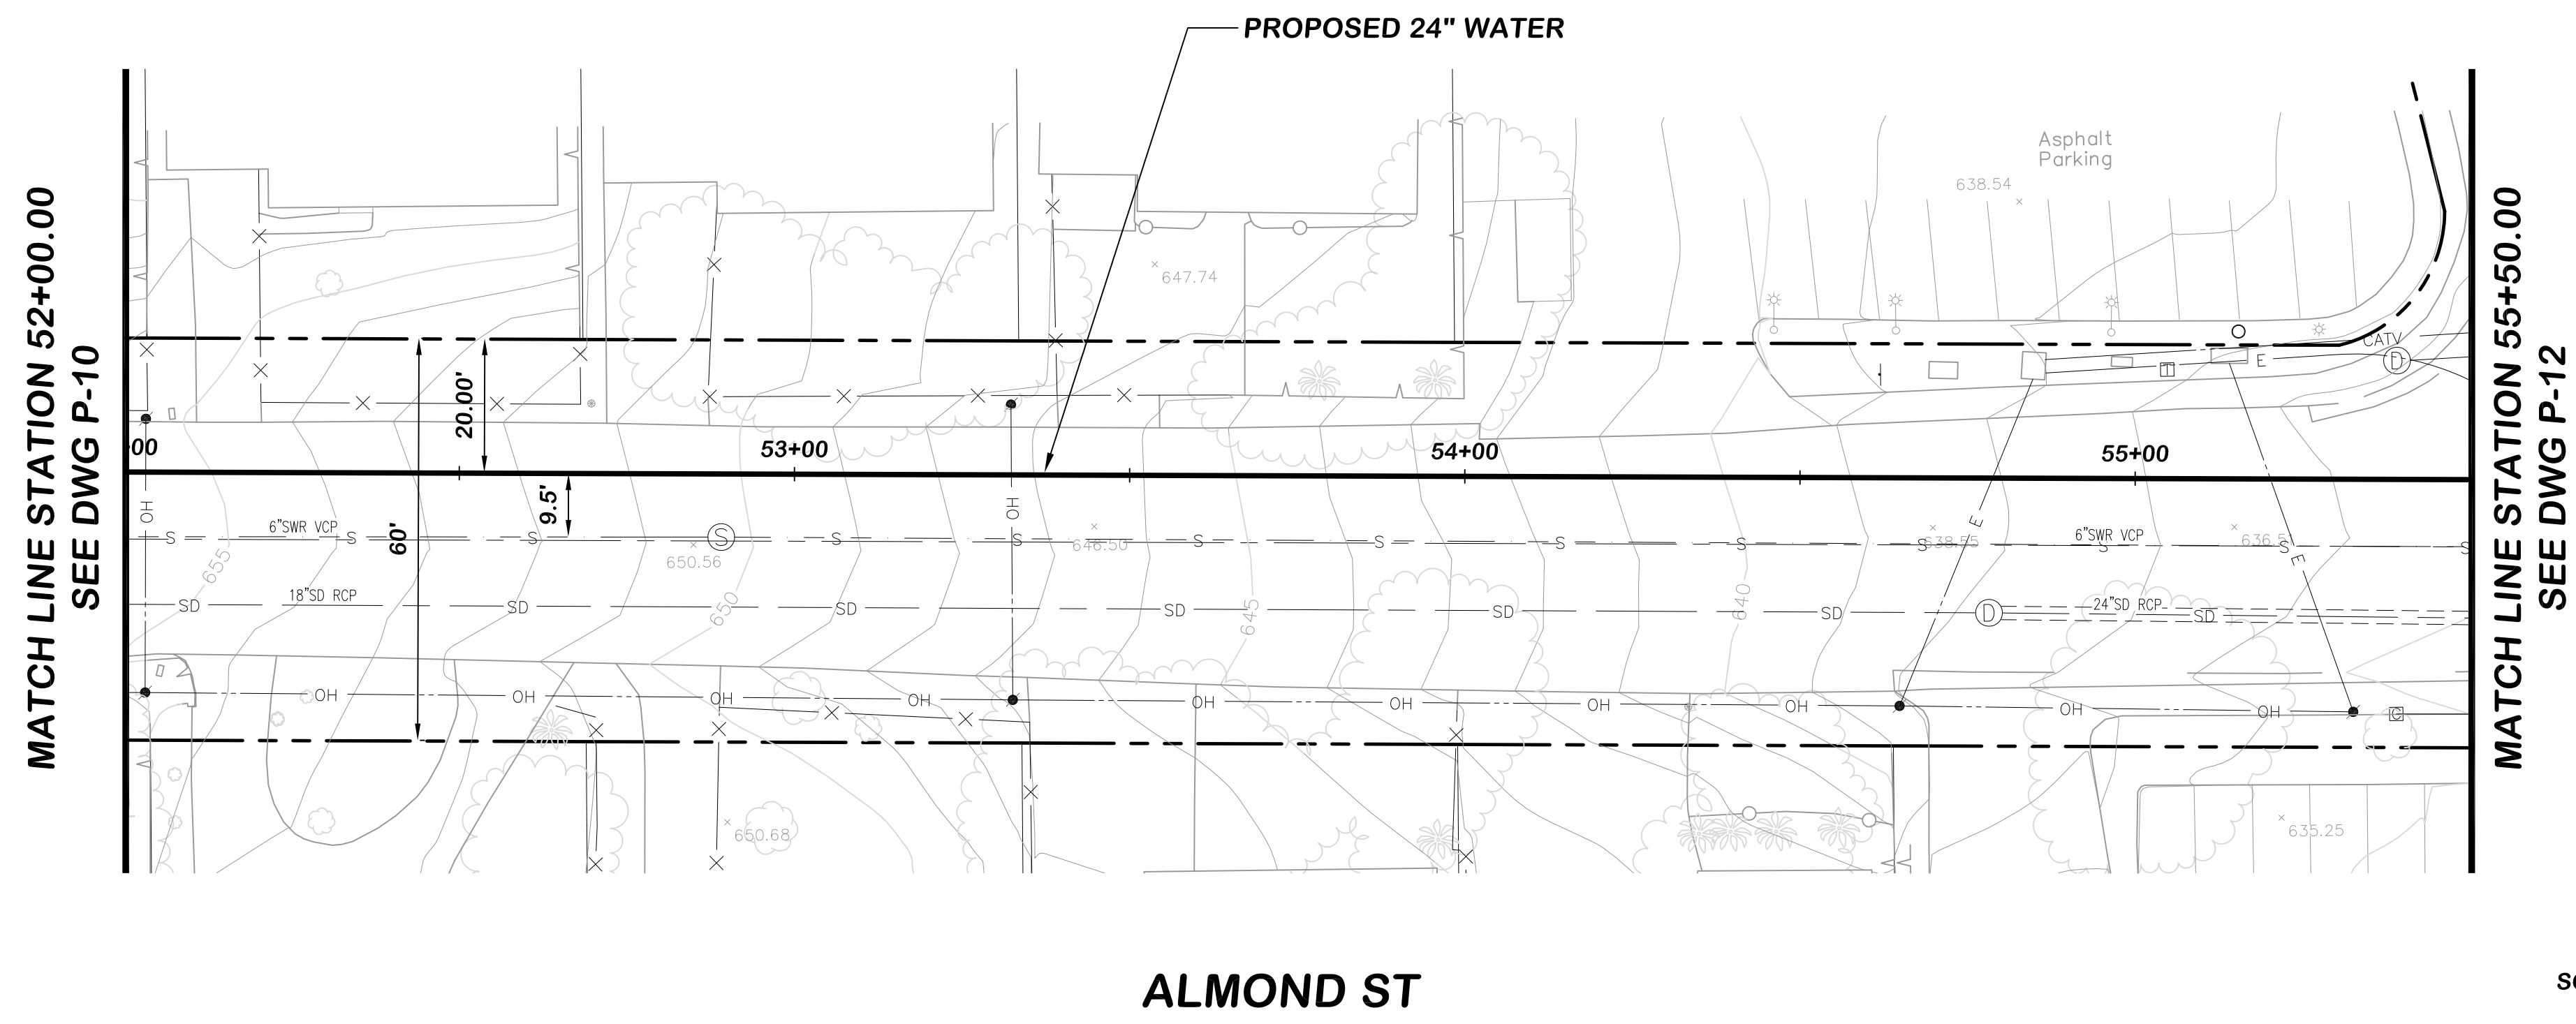 PROPOSED 24" WATER
MATCH LINE STATION 52+00.00
SEE DWG P-10
MATCH LINE STATION 55+50.00
SEE DWG P-12
Asphalt
Parking
638.54
647.74
CATV
D
T
E
20.00'
60'
9.5'
53+00
54+00
55+00
OH
OH
6"SWR VCP
6"SWR VCP
S S S S S S S S S S S S S S
650.56
646.50
638.55
E
E
655
650
645
640
18"SD RCP
SD SD SD SD SD SD SD
D
24"SD RCP
OH OH OH OH OH OH OH OH OH OH
G
650.68
635.25
ALMOND ST